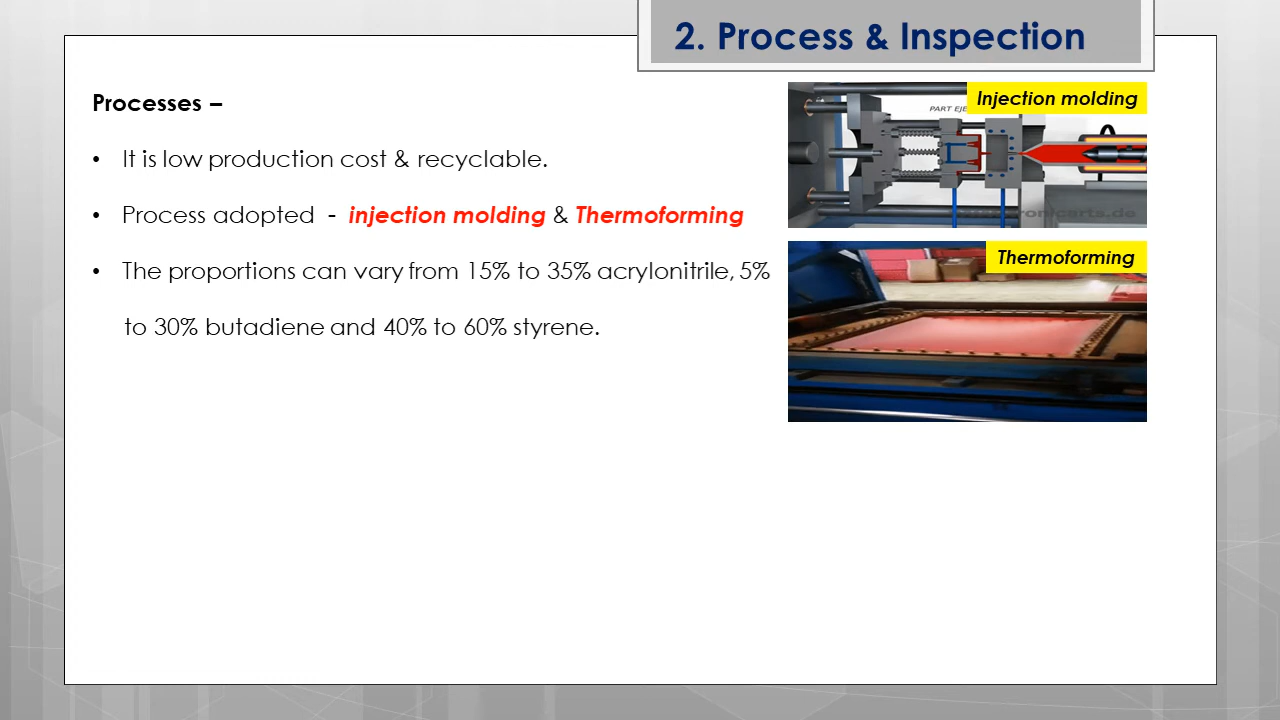 2. Process & Inspection
Processes –
• It is low production cost & recyclable.
• Process adopted - injection molding & Thermoforming
• The proportions can vary from 15% to 35% acrylonitrile, 5%
to 30% butadiene and 40% to 60% styrene.
Injection molding
PART
Thermoforming